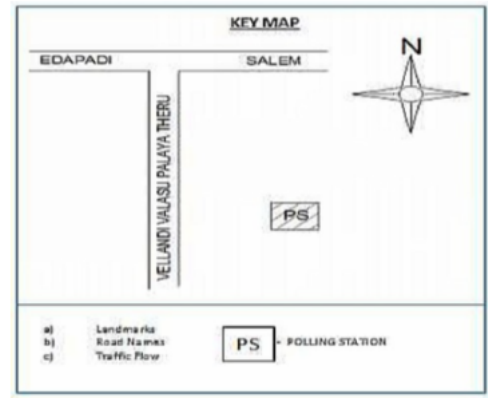 KEY MAP
N
EDAPADI SALEM
VELLANDI VALASU PALAYA THERU
PS
a) Landmarks
b) Road Names
c) Traffic Flow
PS - POLLING STATION